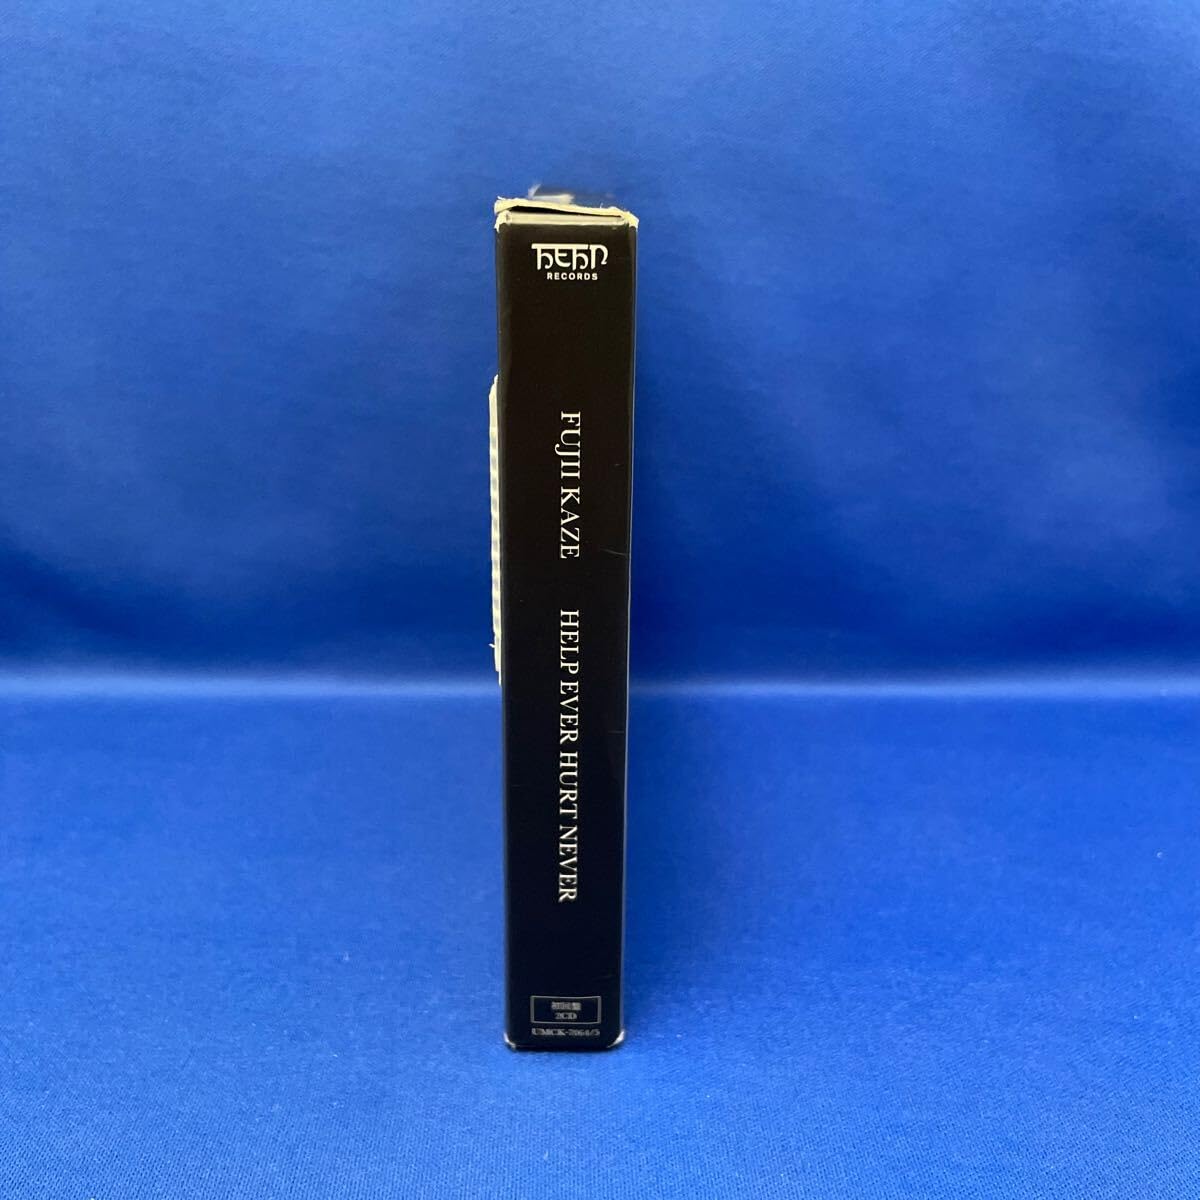 HEHN
RECORDS
FUJII KAZE
HELP EVER HURT NEVER
初回盤
2CD
UMCK-7064/5